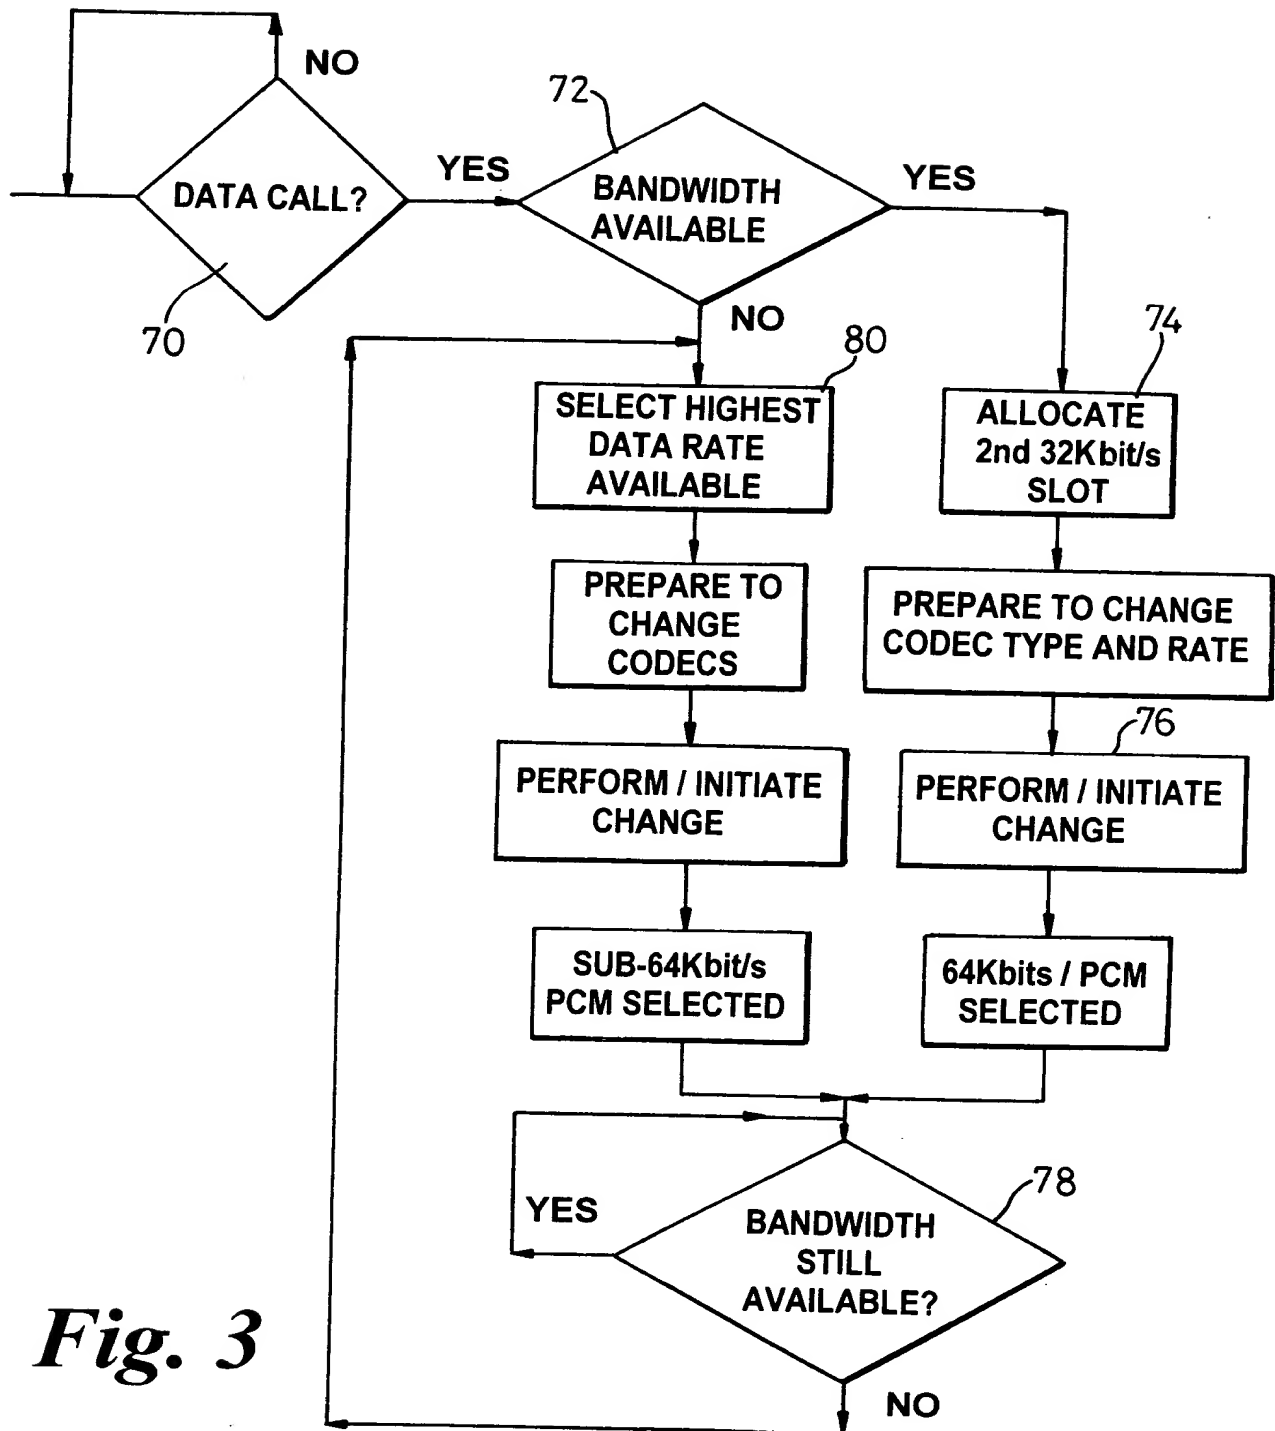 NO
72
DATA CALL?
YES
BANDWIDTH
AVAILABLE
YES
70
NO
80
74
SELECT HIGHEST
DATA RATE
AVAILABLE
ALLOCATE
2nd 32Kbit/s
SLOT
PREPARE TO
CHANGE
CODECS
PREPARE TO CHANGE
CODEC TYPE AND RATE
76
PERFORM / INITIATE
CHANGE
PERFORM / INITIATE
CHANGE
SUB-64Kbit/s
PCM SELECTED
64Kbits / PCM
SELECTED
78
YES
BANDWIDTH
STILL
AVAILABLE?
NO
Fig. 3